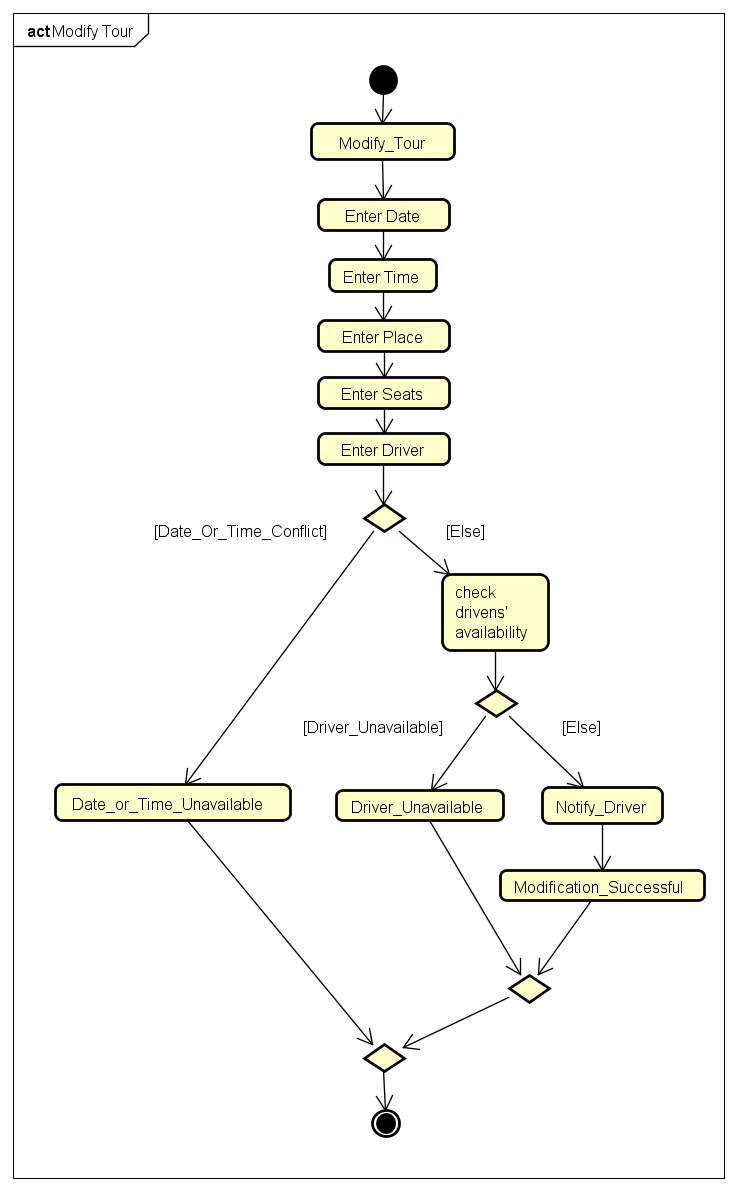 act Modify Tour
Modify_Tour
Enter Date
Enter Time
Enter Place
Enter Seats
Enter Driver
[Date_Or_Time_Conflict]
[Else]
check
drivens'
availability
[Driver_Unavailable]
[Else]
Date_or_Time_Unavailable
Driver_Unavailable
Notify_Driver
Modification_Successful